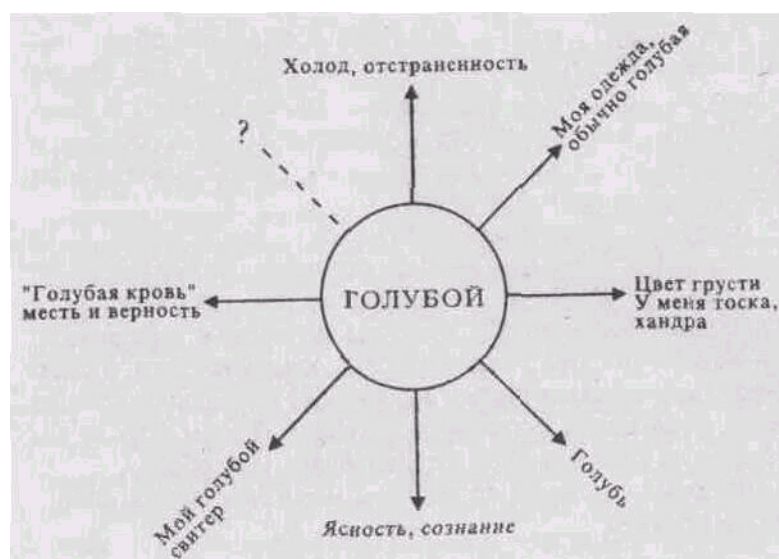 Холод, отстраненность
Моя одежда,
обычно голубая
?
"Голубая кровь"
месть и верность
ГОЛУБОЙ
Цвет грусти
У меня тоска,
хандра
Мой голубой
свитер
Голубь
Ясность, сознание